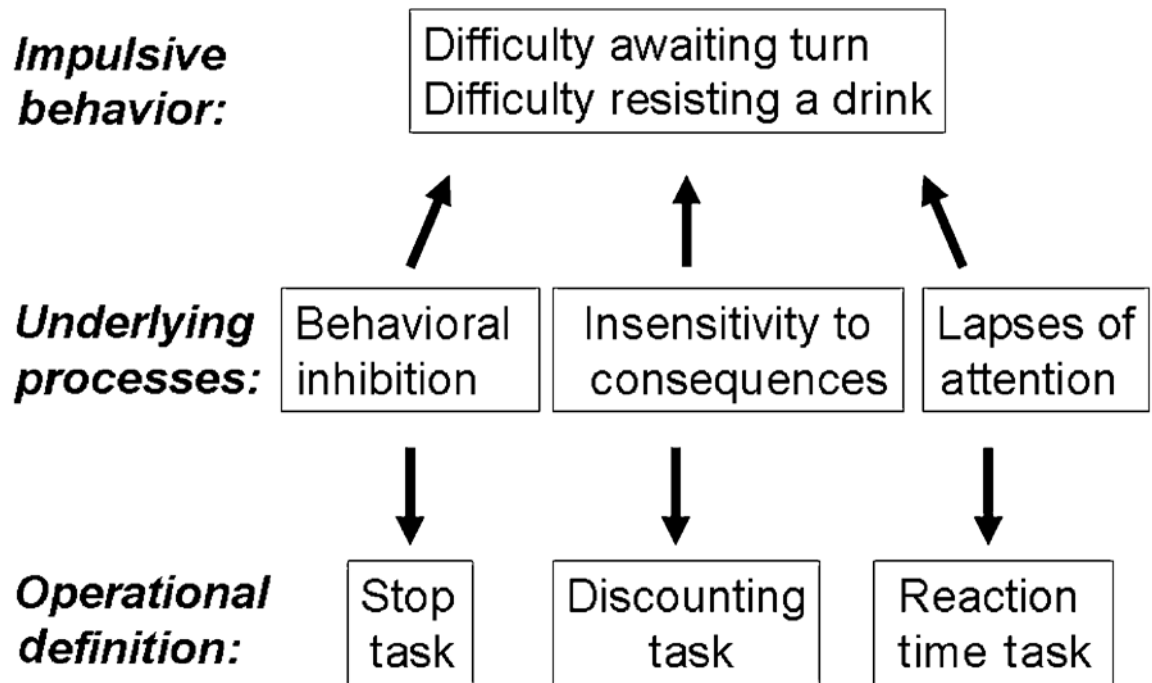 Impulsive
behavior:
Difficulty awaiting turn
Difficulty resisting a drink
Underlying
processes:
Behavioral
inhibition
Insensitivity to
consequences
Lapses of
attention
Operational
definition:
Stop
task
Discounting
task
Reaction
time task